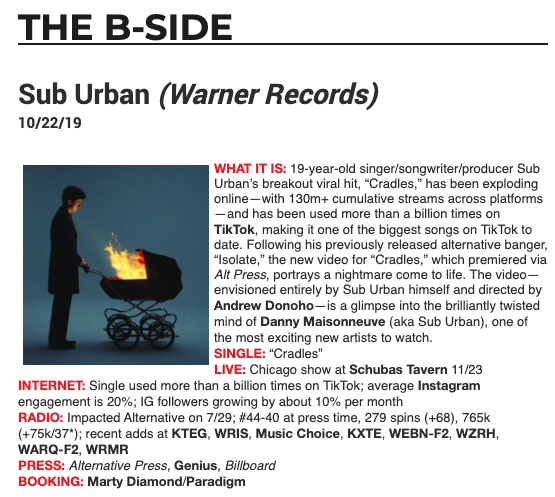 THE B-SIDE
Sub Urban (Warner Records)
10/22/19
WHAT IT IS: 19-year-old singer/songwriter/producer Sub
Urban's breakout viral hit, “Cradles,” has been exploding
online—with 130m+ cumulative streams across platforms
—and has been used more than a billion times on
TikTok, making it one of the biggest songs on TikTok to
date. Following his previously released alternative banger,
“Isolate,” the new video for “Cradles,” which premiered via
Alt Press, portrays a nightmare come to life. The video—
envisioned entirely by Sub Urban himself and directed by
Andrew Donoho—is a glimpse into the brilliantly twisted
mind of Danny Maisonneuve (aka Sub Urban), one of
the most exciting new artists to watch.
SINGLE: “Cradles”
LIVE: Chicago show at Schubas Tavern 11/23
INTERNET: Single used more than a billion times on TikTok; average Instagram
engagement is 20%; IG followers growing by about 10% per month
RADIO: Impacted Alternative on 7/29; #44-40 at press time, 279 spins (+68), 765k
(+75k/37*); recent adds at KTEG, WRIS, Music Choice, KXTE, WEBN-F2, WZRH,
WARQ-F2, WRMR
PRESS: Alternative Press, Genius, Billboard
BOOKING: Marty Diamond/Paradigm